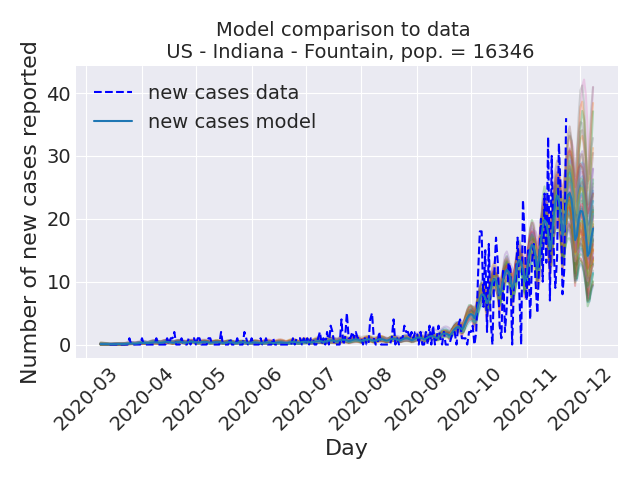 Model comparison to data
US - Indiana - Fountain, pop. = 16346
Number of new cases reported
40
30
20
10
0
new cases data
new cases model
2020-03
2020-04
2020-05
2020-06
2020-07
2020-08
2020-09
2020-10
2020-11
2020-12
Day